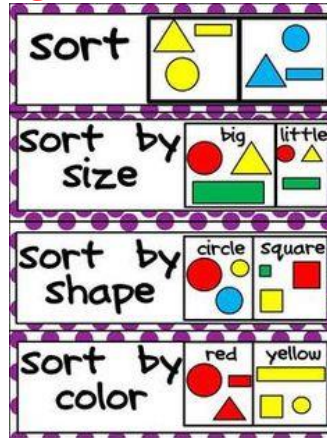 sort
big little
sort by
size
circle square
sort by
shape
red yellow
sort by
color